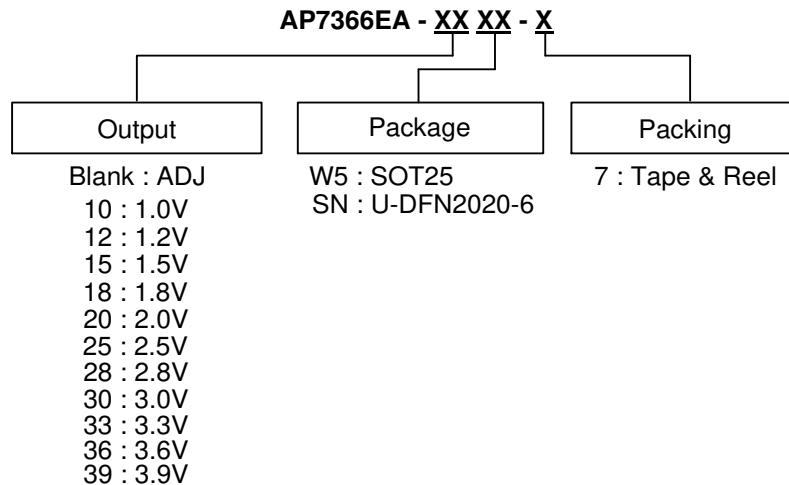 AP7366EA - XX XX - X
Output
Package
Packing
Blank : ADJ
10 : 1.0V
12 : 1.2V
15 : 1.5V
18 : 1.8V
20 : 2.0V
25 : 2.5V
28 : 2.8V
30 : 3.0V
33 : 3.3V
36 : 3.6V
39 : 3.9V
W5 : SOT25
SN : U-DFN2020-6
7 : Tape & Reel